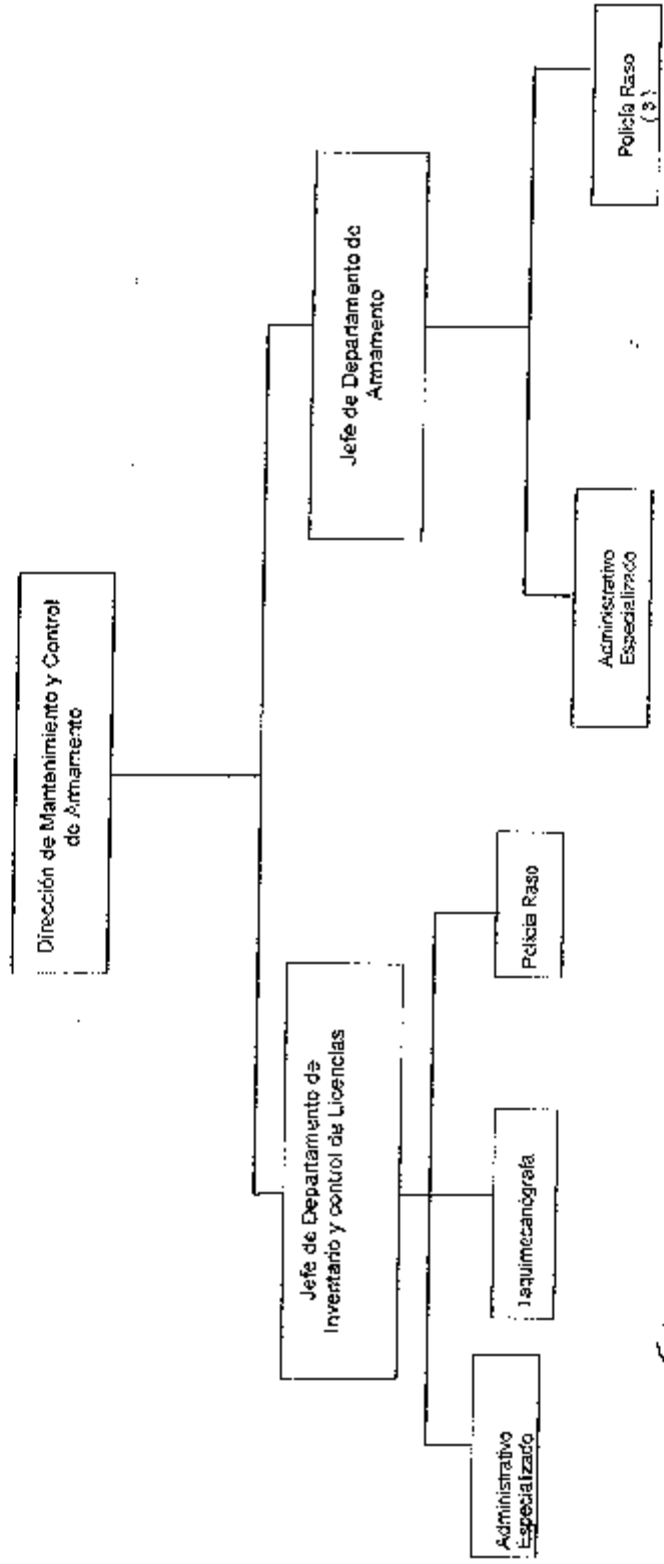 Dirección de Mantenimiento y Control
de Armamento
Jefe de Departamento de
Inventario y control de Licencias
Jefe de Departamento de
Armamento
Administrativo
Especializado
Taquimecanógrafa
Policía Raso
Administrativo
Especializado
Policía Raso
( 3 )